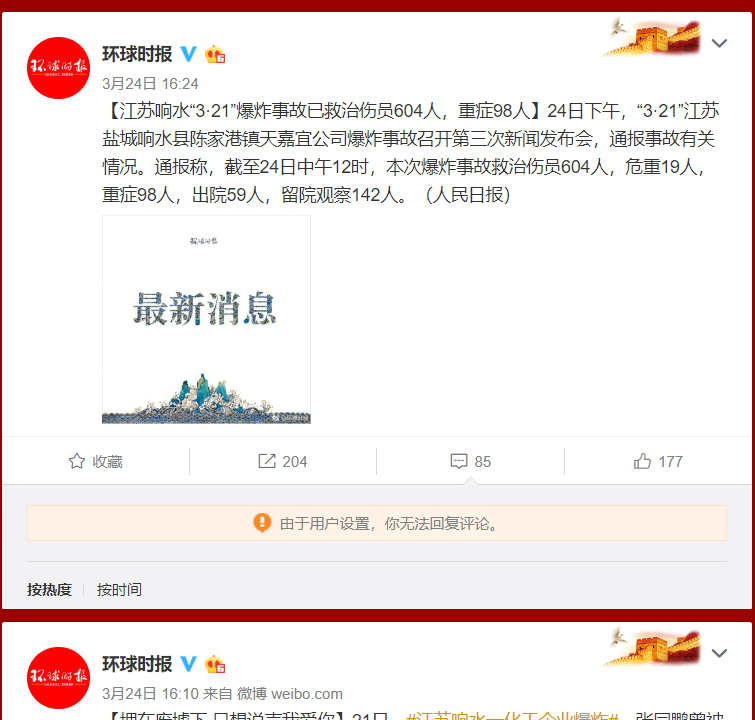 环球时报
3月24日 16:24
【江苏响水“3·21”爆炸事故已救治伤员604人，重症98人】24日下午，“3·21”江苏
盐城响水县陈家港镇天嘉宜公司爆炸事故召开第三次新闻发布会，通报事故有关
情况。通报称，截至24日中午12时，本次爆炸事故救治伤员604人，危重19人，
重症98人，出院59人，留院观察142人。（人民日报）
环球时报
最新消息
收藏
204
85
177
由于用户设置，你无法回复评论。
按热度
按时间
环球时报
3月24日 16:10 来自 微博 weibo.com
【埋在废墟下 只想说声我爱你】21日，#江苏响水一化工企业爆炸#，张同鹏曾被